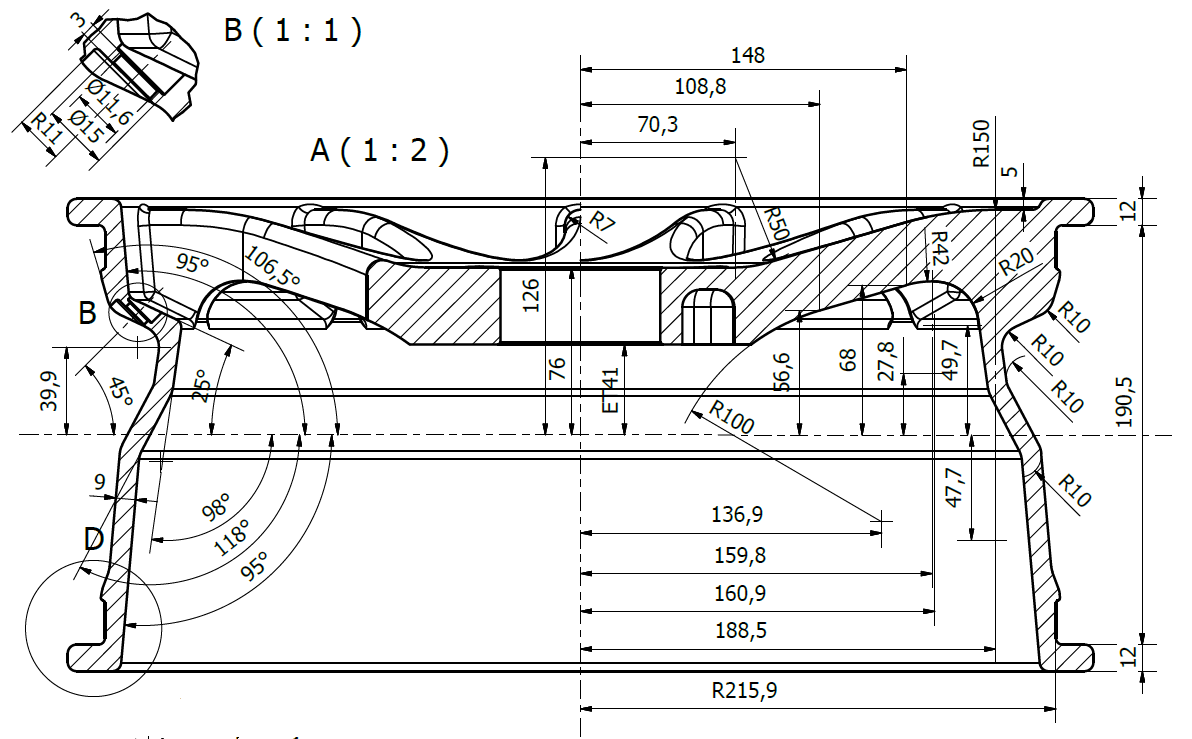 B ( 1 : 1 )
3
Ø11,6
Ø15
R11
A ( 1 : 2 )
148
108,8
70,3
R150
5
12
R7
R50
R42
R20
95°
106,5°
126
B
R10
R10
R10
39,9
45°
25°
76
ET41
56,6
68
27,8
49,7
190,5
R100
9
98°
118°
95°
47,7
R10
136,9
D
159,8
160,9
188,5
12
R215,9